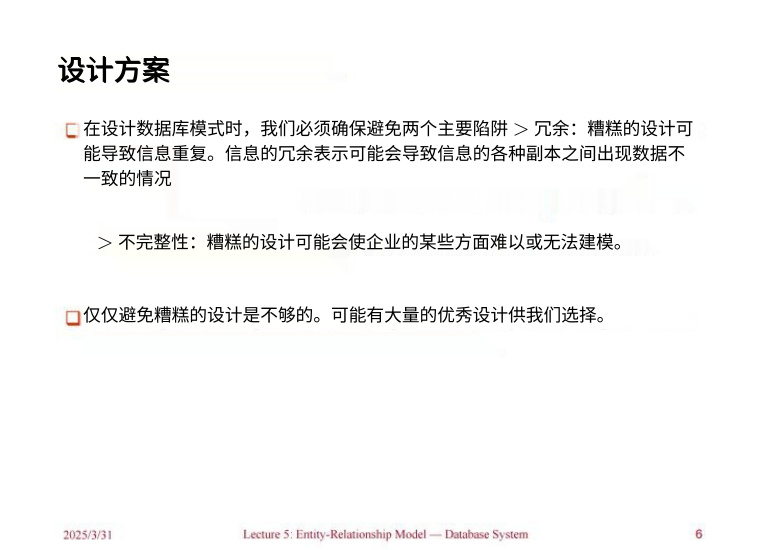 设计方案
在设计数据库模式时，我们必须确保避免两个主要陷阱 > 冗余：糟糕的设计可
能导致信息重复。信息的冗余表示可能会导致信息的各种副本之间出现数据不
一致的情况
> 不完整性：糟糕的设计可能会使企业的某些方面难以或无法建模。
仅仅避免糟糕的设计是不够的。可能有大量的优秀设计供我们选择。
2025/3/31
Lecture 5: Entity-Relationship Model — Database System
6